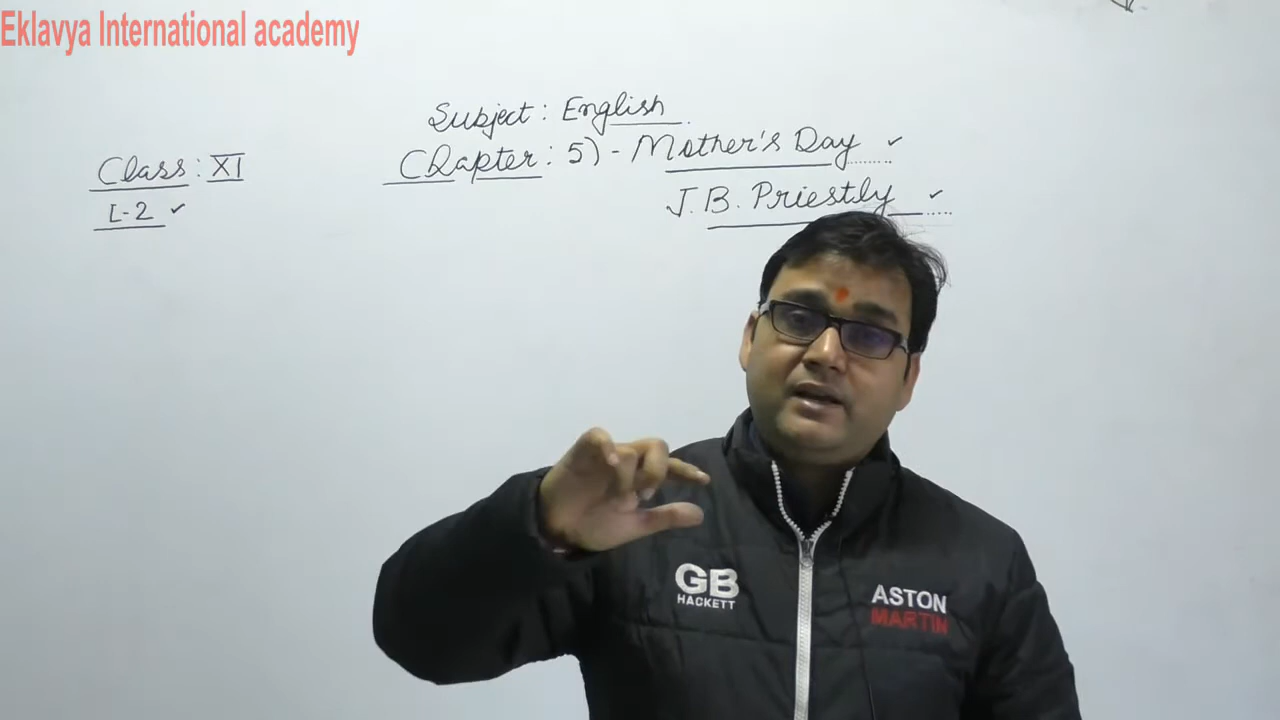 Eklavya International academy
Subject: English
Chapter: 5) - Mother's Day
J.B. Priestly
Class: XI
L-2
GB
HACKETT
ASTON
MARTIN